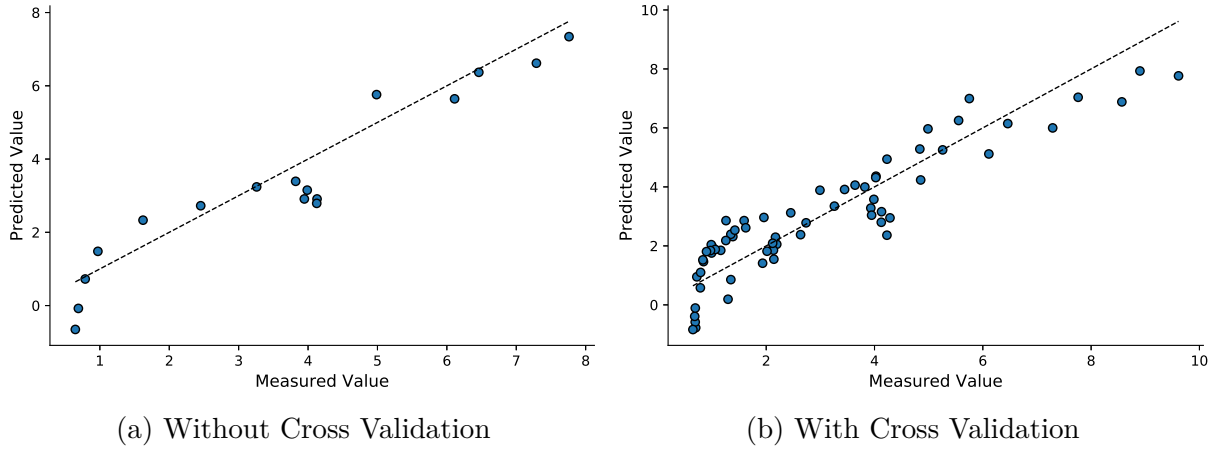 8
6
4
2
0
Predicted Value
1 2 3 4 5 6 7 8
Measured Value
(a) Without Cross Validation
10
8
6
4
2
0
Predicted Value
2 4 6 8 10
Measured Value
(b) With Cross Validation